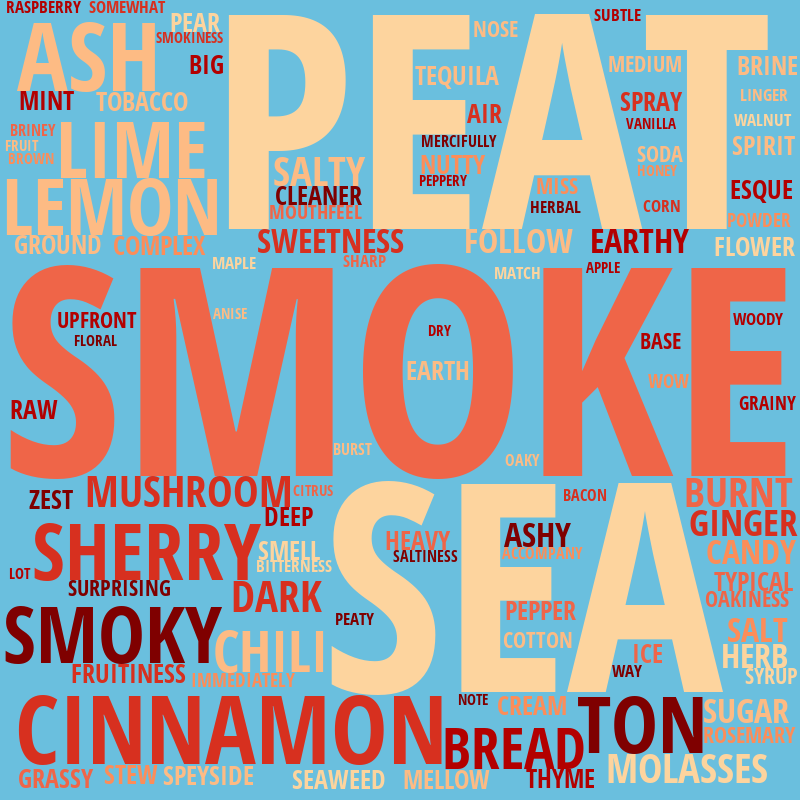 RASPBERRY SOMEWHAT
PEAR
SUBTLE
PEAT
ASH
NOSE
SMOKINESS
BIG
MEDIUM
BRINE
TEQUILA
MINT
TOBACCO
SPRAY
LINGER
AIR
WALNUT
VANILLA
BRINEY
LIME
FRUIT
BROWN
MERCIFULLY
SPIRIT
SODA
NUTTY
SALTY
HONEY
PEPPERY
MISS
ESQUE
LEMON
CLEANER
HERBAL
CORN
MOUTHFEEL
POWDER
GROUND
COMPLEX
SWEETNESS
FOLLOW
EARTHY
FLOWER
MAPLE
SHARP
MATCH
APPLE
SMOKE
UPFRONT
ANISE
WOODY
FLORAL
DRY
BASE
EARTH
WOW
RAW
GRAINY
BURST
OAKY
ZEST
MUSHROOM
CITRUS
BACON
BURNT
DEEP
SEA
GINGER
SHERRY
SMELL
HEAVY
ASHY
CANDY
SALTINESS
ACCOMPANY
BITTERNESS
LOT
SURPRISING
TYPICAL
DARK
OAKINESS
PEPPER
SMOKY
PEATY
SALT
CHILI
COTTON
ICE
HERB
FRUITINESS
IMMEDIATELY
WAY
SYRUP
CINNAMON
NOTE
CREAM
TON
SUGAR
BREAD
ROSEMARY
GRASSY
STEW
SPEYSIDE
SEAWEED
MELLOW
THYME
MOLASSES